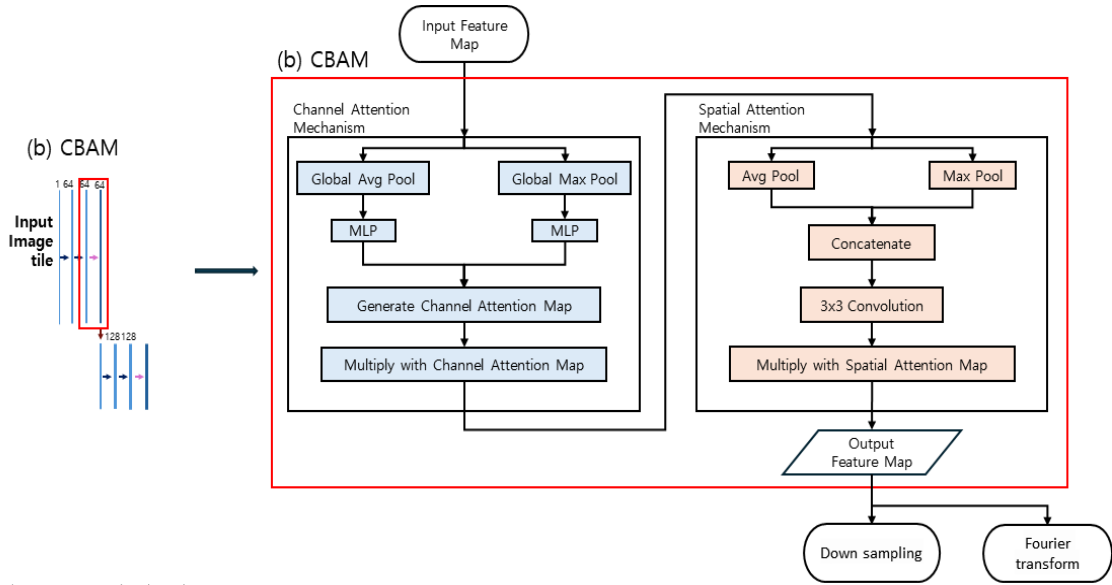 Input Feature
Map
(b) CBAM
(b) CBAM
1 64 64 64
Input
Image
tile
128 128
Channel Attention
Mechanism
Global Avg Pool
Global Max Pool
MLP
MLP
Generate Channel Attention Map
Multiply with Channel Attention Map
Spatial Attention
Mechanism
Avg Pool
Max Pool
Concatenate
3x3 Convolution
Multiply with Spatial Attention Map
Output
Feature Map
Down sampling
Fourier
transform